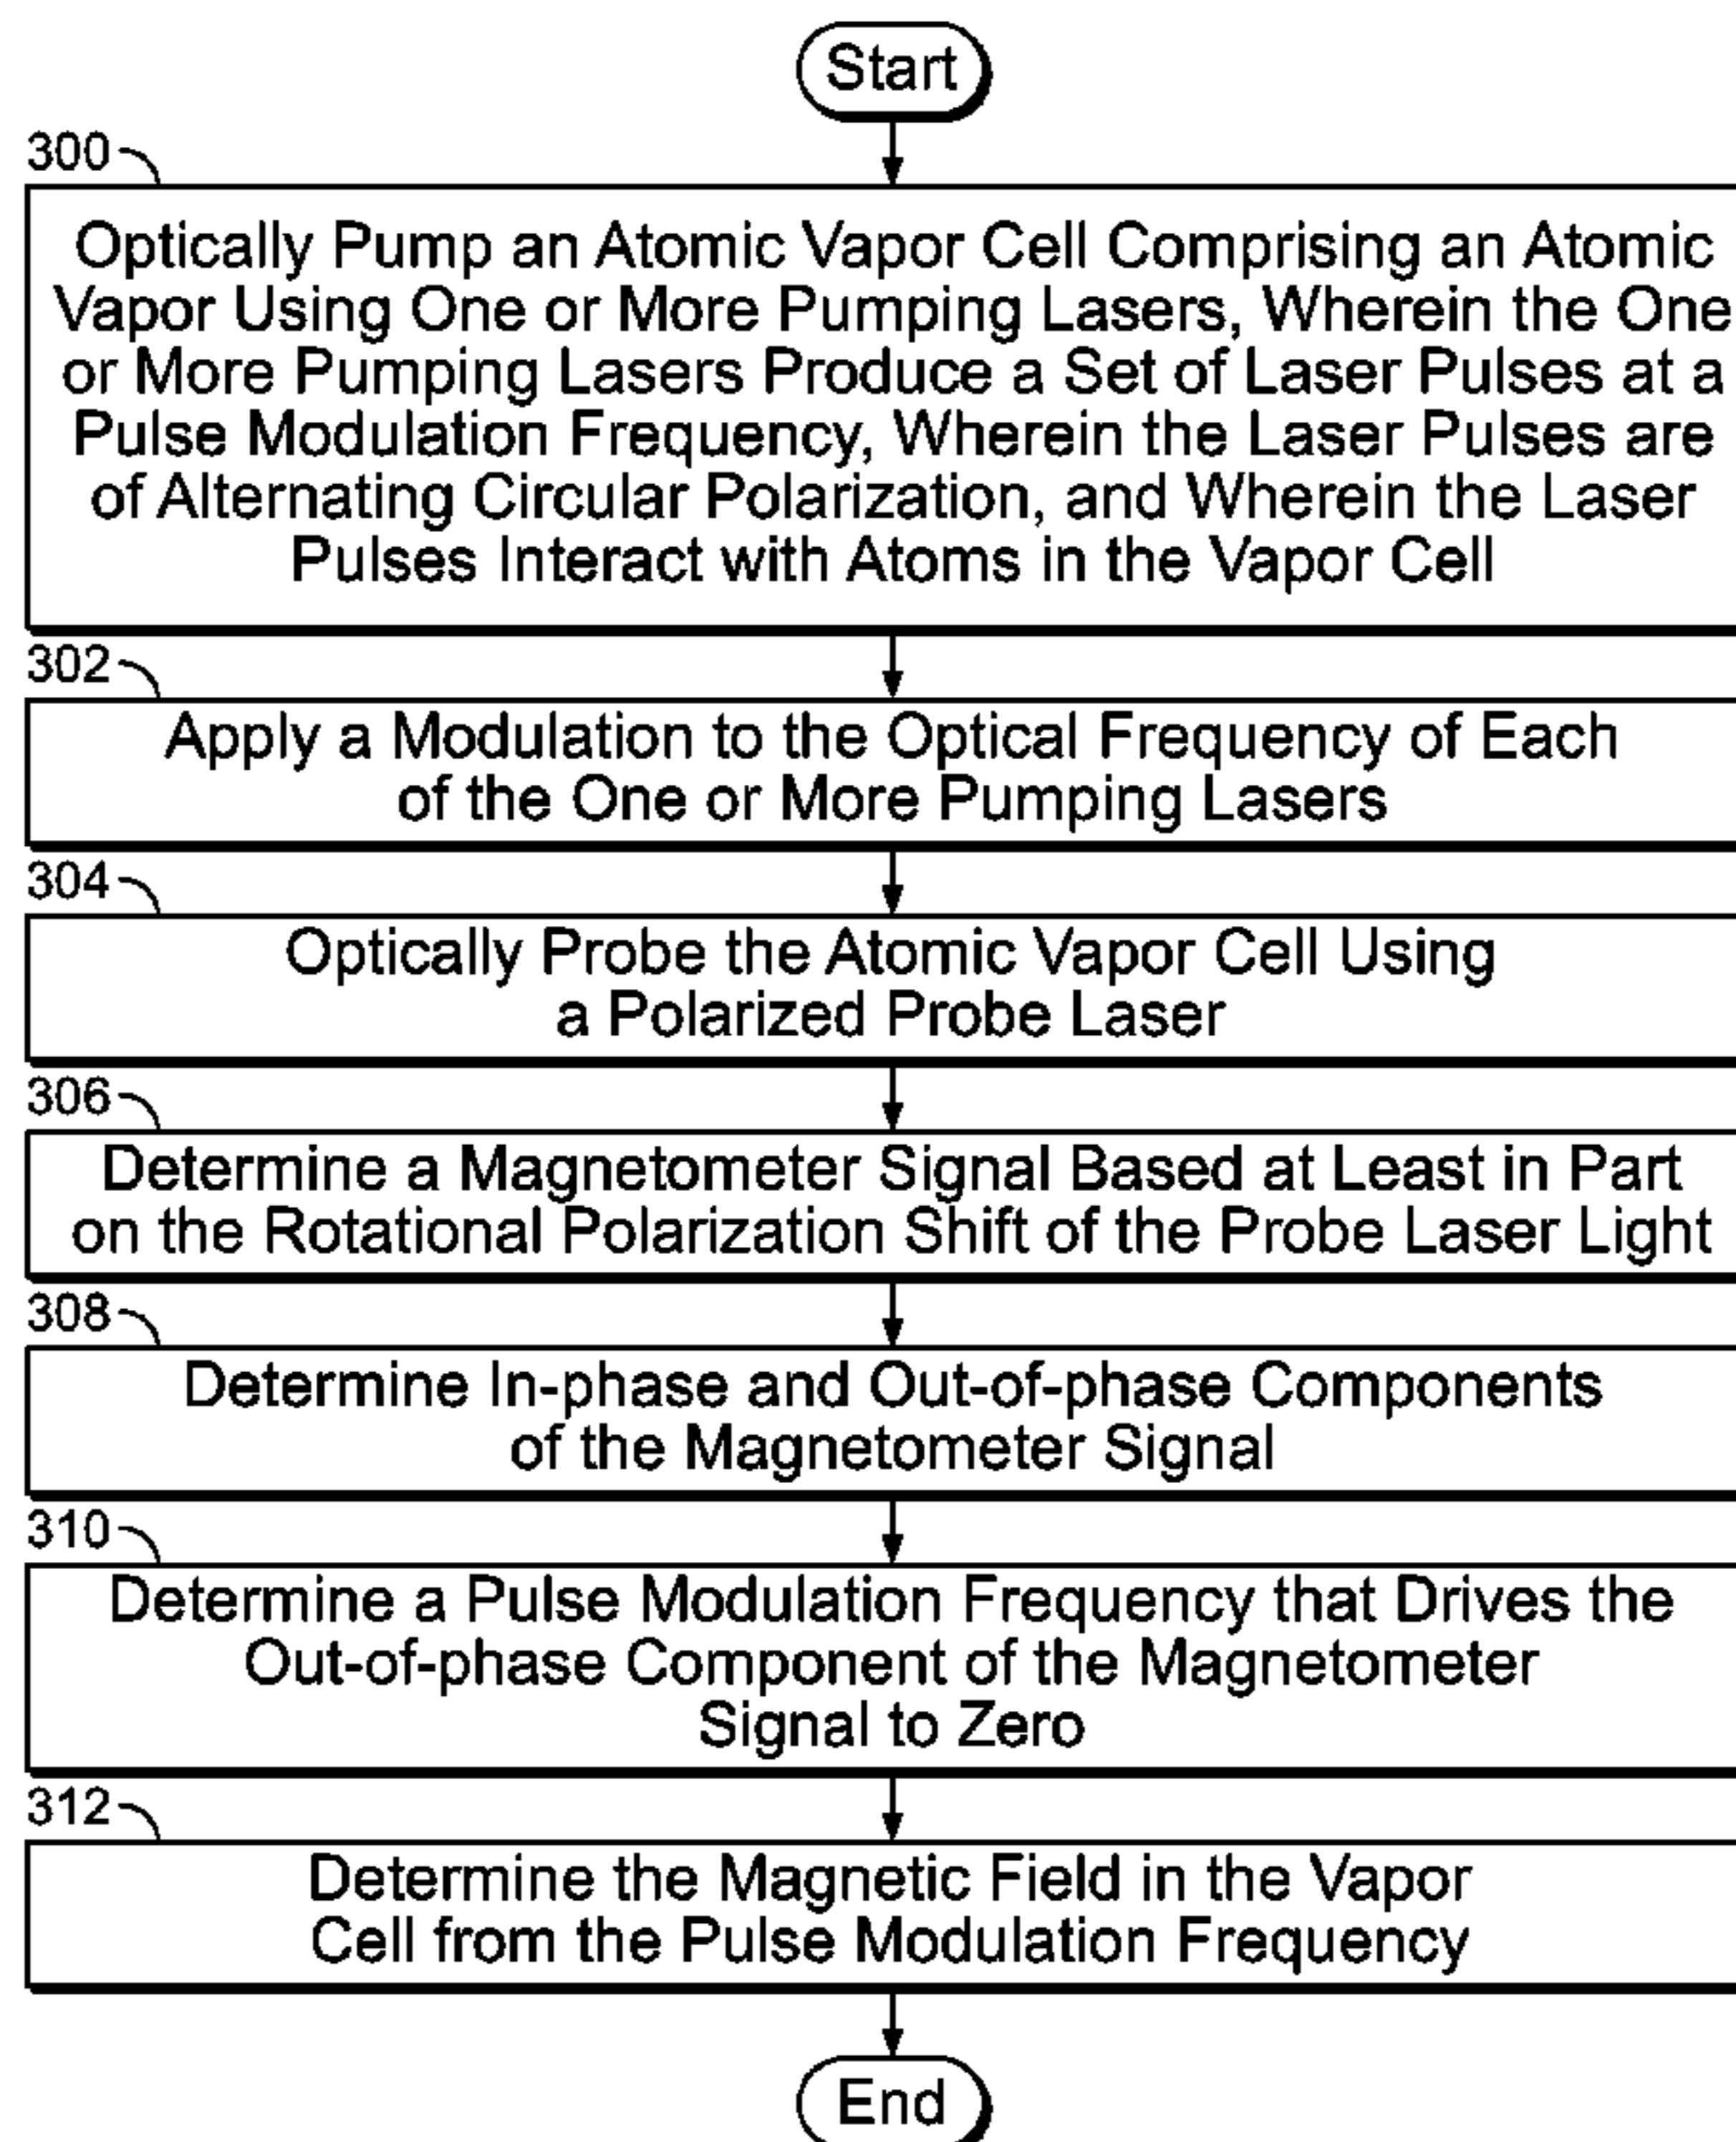 Start
300
Optically Pump an Atomic Vapor Cell Comprising an Atomic
Vapor Using One or More Pumping Lasers, Wherein the One
or More Pumping Lasers Produce a Set of Laser Pulses at a
Pulse Modulation Frequency, Wherein the Laser Pulses are
of Alternating Circular Polarization, and Wherein the Laser
Pulses Interact with Atoms in the Vapor Cell
302
Apply a Modulation to the Optical Frequency of Each
of the One or More Pumping Lasers
304
Optically Probe the Atomic Vapor Cell Using
a Polarized Probe Laser
306
Determine a Magnetometer Signal Based at Least in Part
on the Rotational Polarization Shift of the Probe Laser Light
308
Determine In-phase and Out-of-phase Components
of the Magnetometer Signal
310
Determine a Pulse Modulation Frequency that Drives the
Out-of-phase Component of the Magnetometer
Signal to Zero
312
Determine the Magnetic Field in the Vapor
Cell from the Pulse Modulation Frequency
End